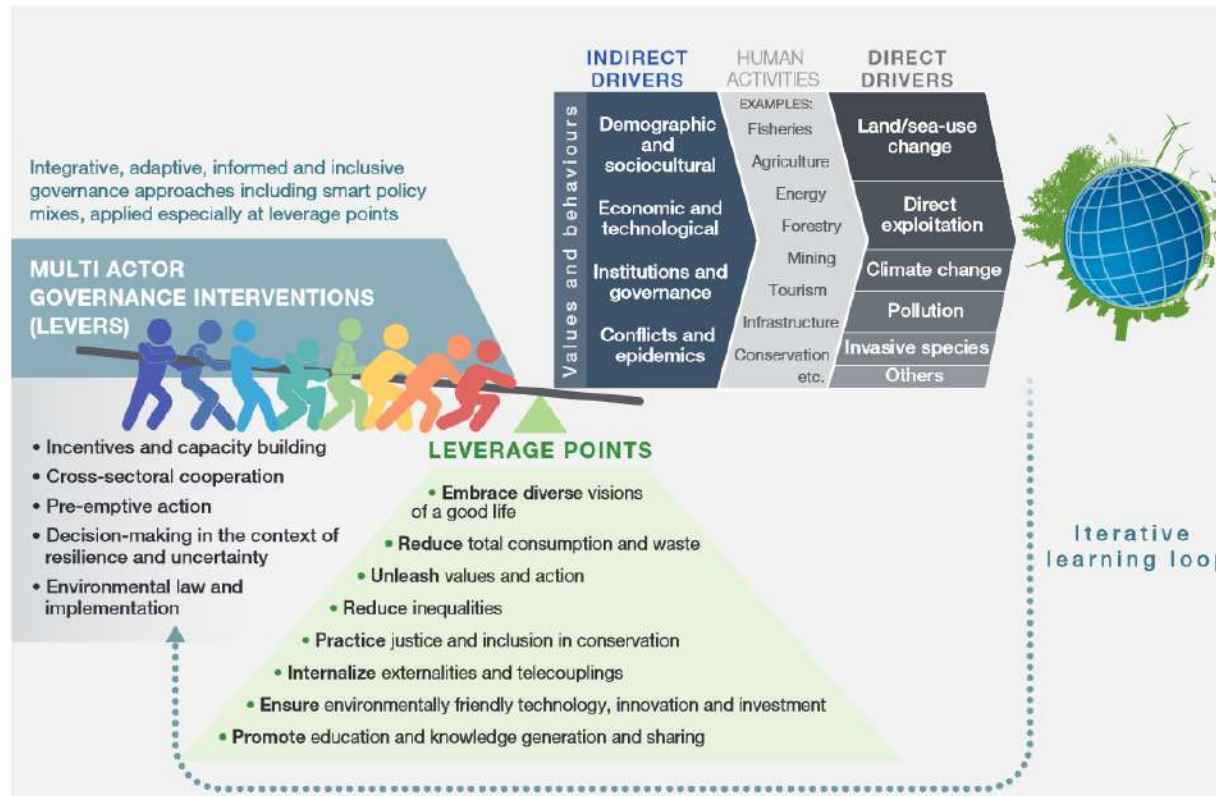 Integrative, adaptive, informed and inclusive
governance approaches including smart policy
mixes, applied especially at leverage points
MULTI ACTOR
GOVERNANCE INTERVENTIONS
(LEVERS)
• Incentives and capacity building
• Cross-sectoral cooperation
• Pre-emptive action
• Decision-making in the context of
resilience and uncertainty
• Environmental law and
implementation
LEVERAGE POINTS
• Embrace diverse visions
of a good life
• Reduce total consumption and waste
• Unleash values and action
• Reduce inequalities
• Practice justice and inclusion in conservation
• Internalize externalities and telecouplings
• Ensure environmentally friendly technology, innovation and investment
• Promote education and knowledge generation and sharing
Values and behaviours
INDIRECT
DRIVERS
Demographic
and
sociocultural
Economic and
technological
Institutions and
governance
Conflicts and
epidemics
HUMAN
ACTIVITIES
EXAMPLES:
Fisheries
Agriculture
Energy
Forestry
Mining
Tourism
Infrastructure
Conservation
etc.
DIRECT
DRIVERS
Land/sea-use
change
Direct
exploitation
Climate change
Pollution
Invasive species
Others
Iterative
learning loop